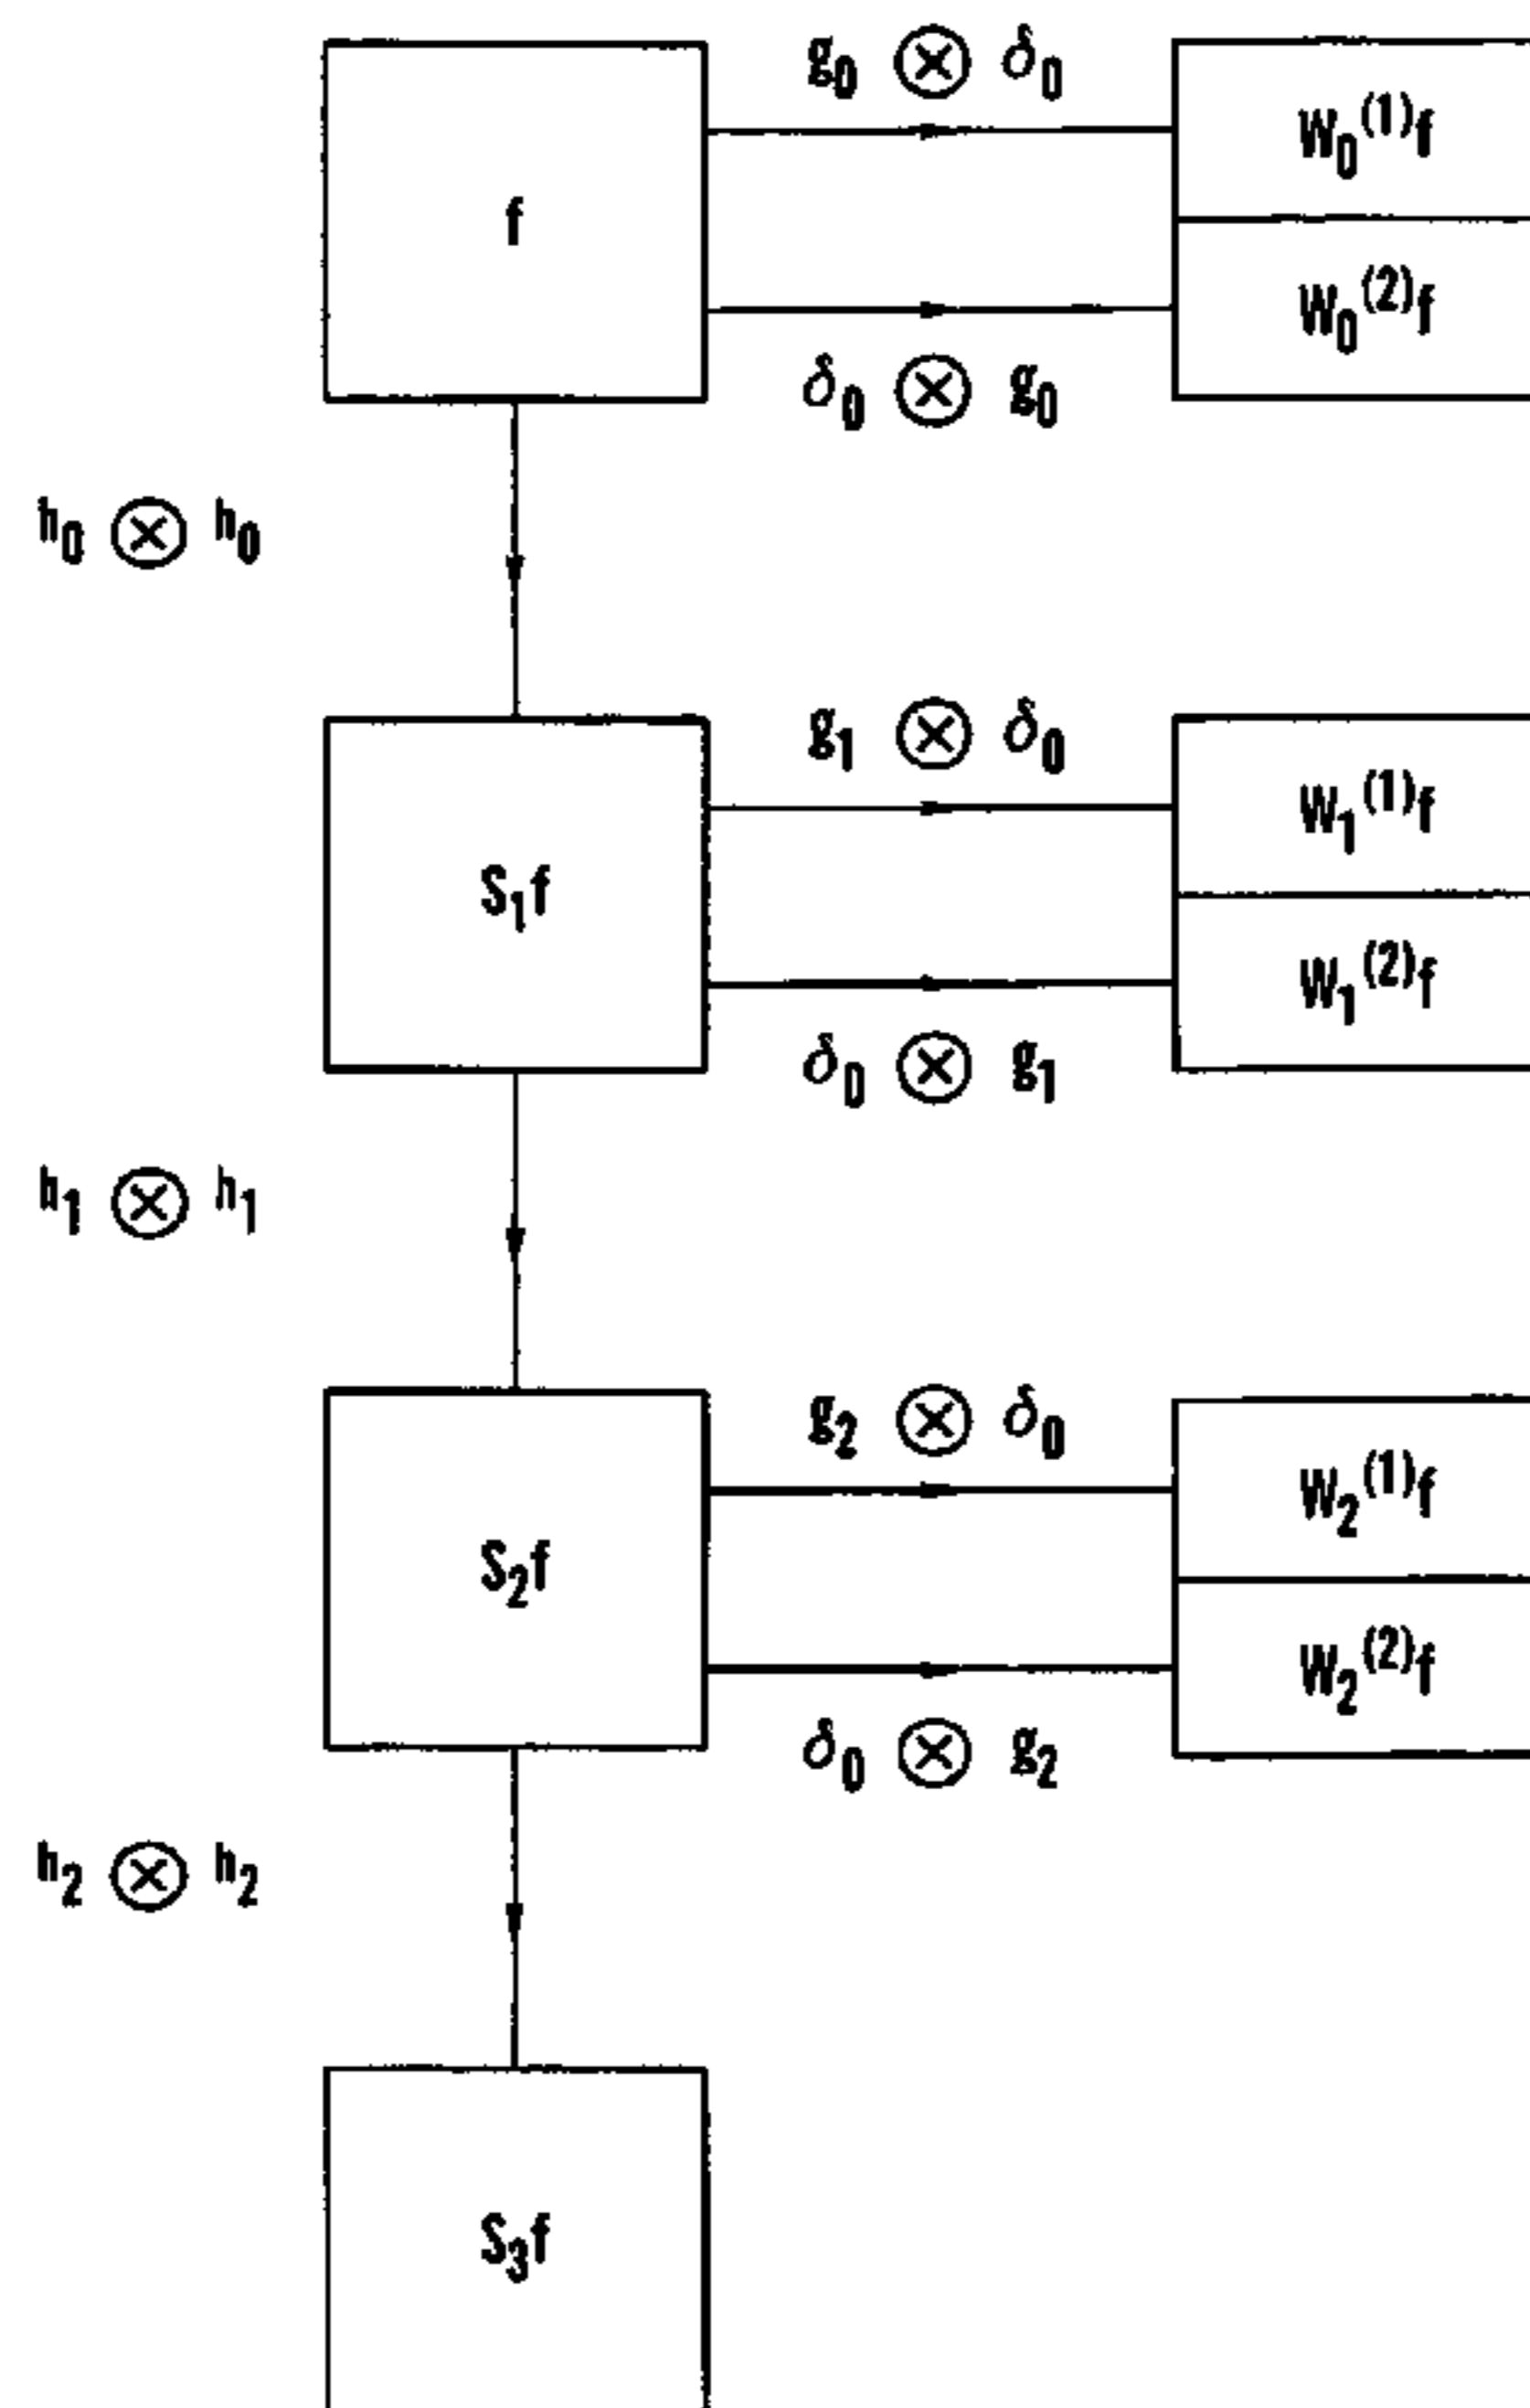 g₀ ⊗ δ₀
W₀⁽¹⁾f
f
W₀⁽²⁾f
δ₀ ⊗ g₀
h₀ ⊗ h₀
g₁ ⊗ δ₀
W₁⁽¹⁾f
S₁f
W₁⁽²⁾f
δ₀ ⊗ g₁
h₁ ⊗ h₁
g₂ ⊗ δ₀
W₂⁽¹⁾f
S₂f
W₂⁽²⁾f
δ₀ ⊗ g₂
h₂ ⊗ h₂
S₃f